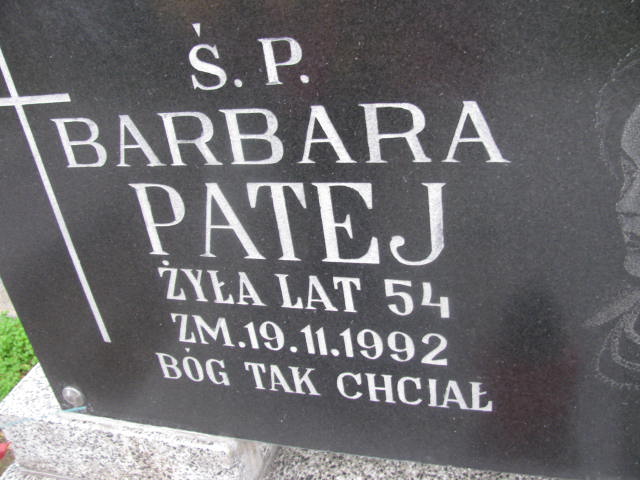 Ś. P.
BARBARA
PATEJ
ŻYŁA LAT 54
ZM. 19.11.1992
BÓG TAK CHCIAŁ